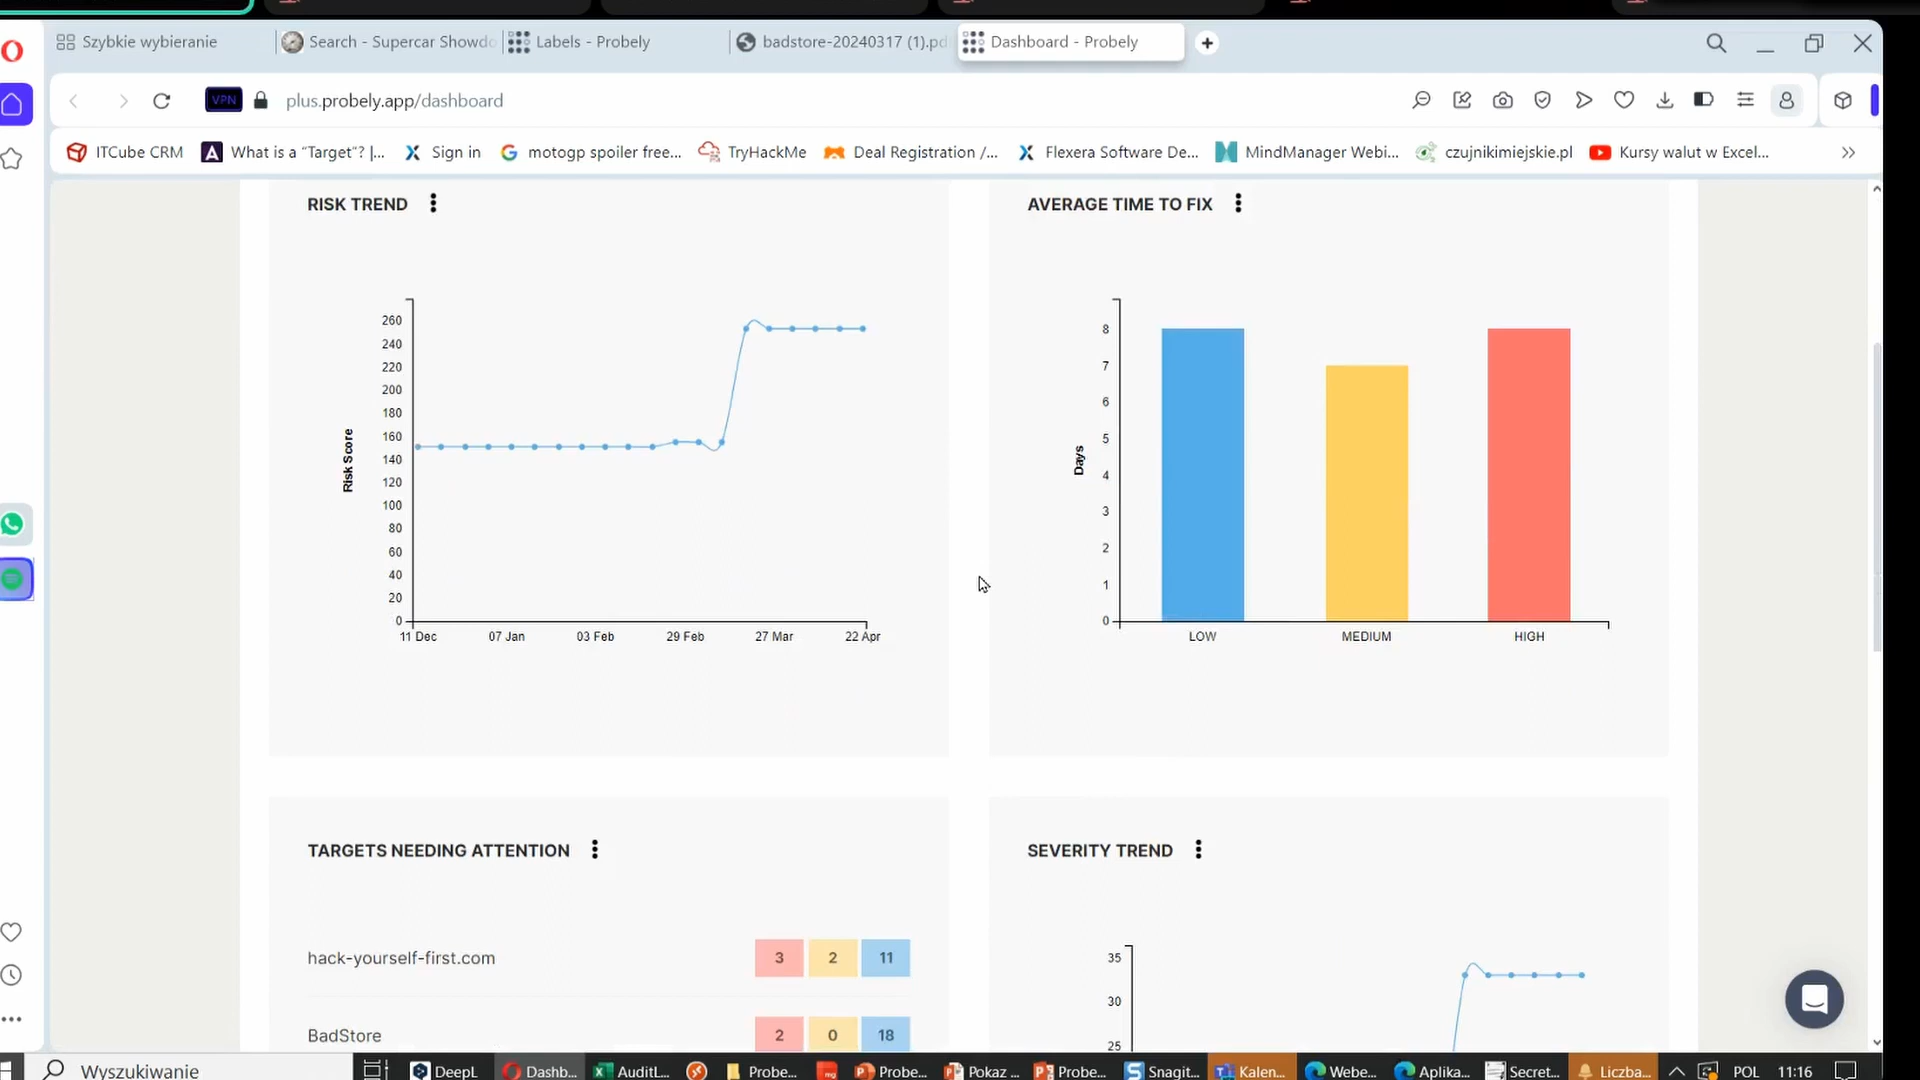 Szybkie wybieranie
Search - Supercar Showdo
Labels - Probely
badstore-20240317 (1).pd
Dashboard - Probely
VPN
plus.probely.app/dashboard
ITCube CRM
What is a “Target”? |...
Sign in
motogp spoiler free...
TryHackMe
Deal Registration /...
Flexera Software De...
MindManager Webi...
czujnikimiejskie.pl
Kursy walut w Excel...
RISK TREND
260
240
220
200
180
160
140
120
100
80
60
40
20
0
Risk Score
11 Dec
07 Jan
03 Feb
29 Feb
27 Mar
22 Apr
AVERAGE TIME TO FIX
8
7
6
5
4
3
2
1
0
Days
LOW
MEDIUM
HIGH
TARGETS NEEDING ATTENTION
hack-yourself-first.com 3 2 11
BadStore 2 0 18
SEVERITY TREND
35
30
25
Wyszukiwanie
DeepL
Dashb...
AuditL...
Probe...
Probe...
Pokaz ...
Probe...
Snagit...
Kalen...
Webe...
Aplika...
Secret...
Liczba...
POL
11:16